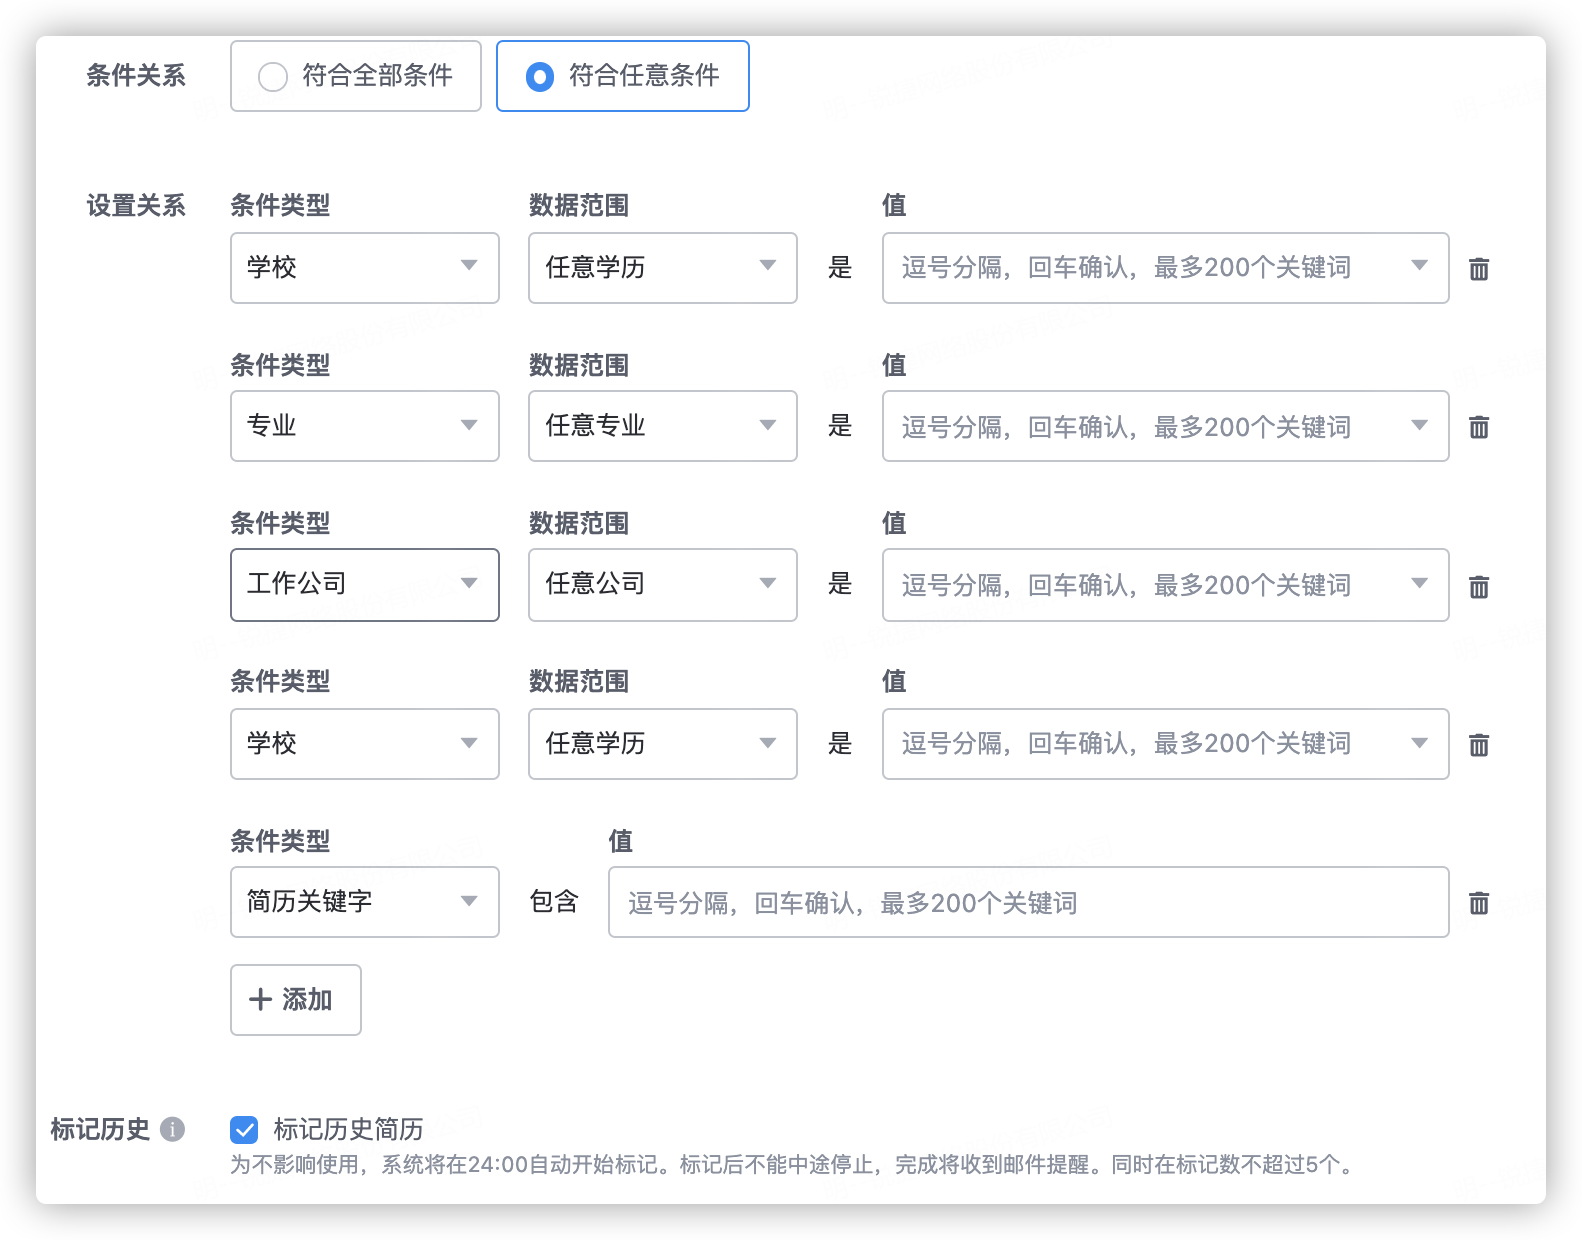 条件关系 符合全部条件 符合任意条件
设置关系 条件类型 数据范围 值
学校 任意学历 是 逗号分隔，回车确认，最多200个关键词
条件类型 数据范围 值
专业 任意专业 是 逗号分隔，回车确认，最多200个关键词
条件类型 数据范围 值
工作公司 任意公司 是 逗号分隔，回车确认，最多200个关键词
条件类型 数据范围 值
学校 任意学历 是 逗号分隔，回车确认，最多200个关键词
条件类型 值
简历关键字 包含 逗号分隔，回车确认，最多200个关键词
添加
标记历史 标记历史简历
为不影响使用，系统将在24:00自动开始标记。标记后不能中途停止，完成将收到邮件提醒。同时在标记数不超过5个。